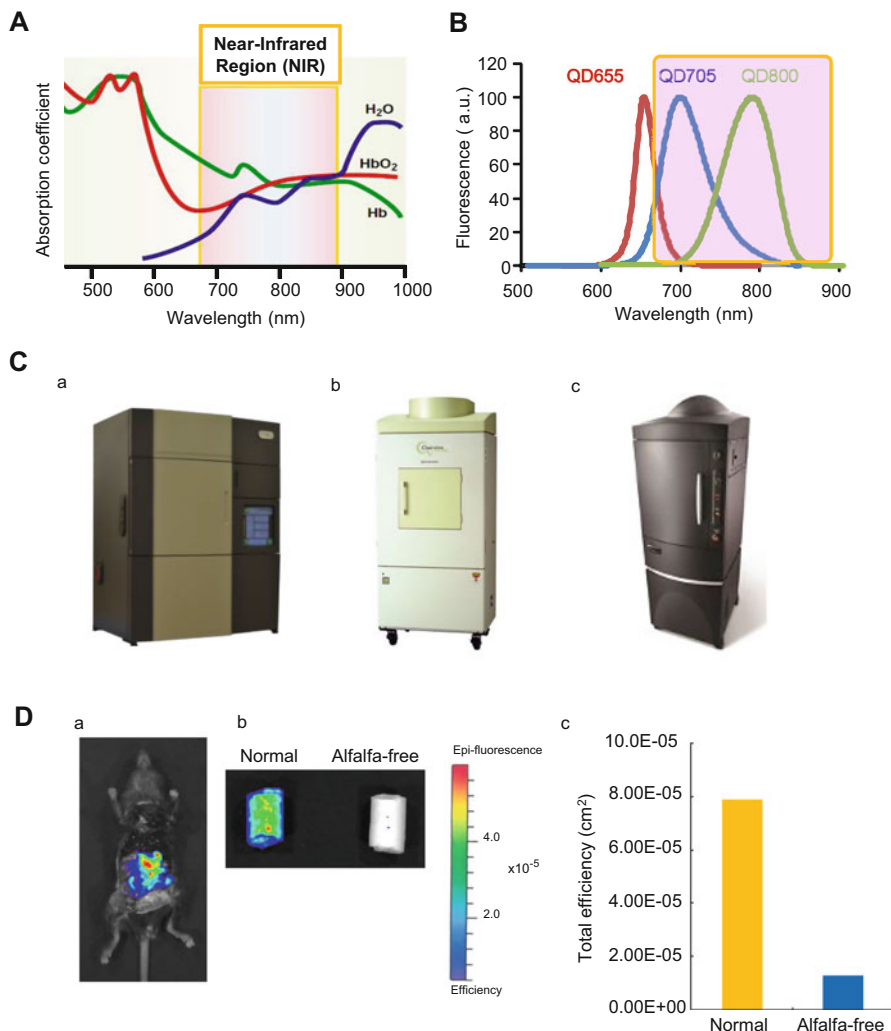 A
Near-Infrared
Region (NIR)
Absorption coefficient
H2O
HbO2
Hb
500 600 700 800 900 1000
Wavelength (nm)
B
120
100
80
60
40
20
0
Fluorescence ( a.u.)
QD655 QD705 QD800
500 600 700 800 900
Wavelength (nm)
C
a
b
c
D
a
b
Normal Alfalfa-free
Epi-fluorescence
4.0
x10-5
2.0
Efficiency
c
Total efficiency (cm2)
10.0E-05
8.00E-05
6.00E-05
4.00E-05
2.00E-05
0.00E+00
Normal Alfalfa-free